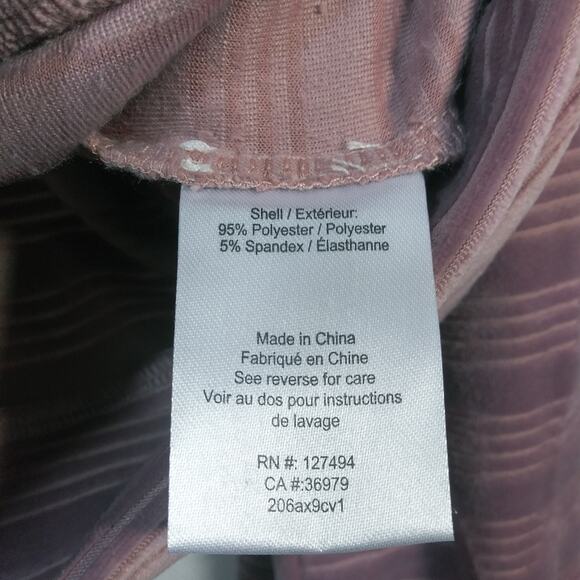 Shell / Extérieur:
95% Polyester / Polyester
5% Spandex / Élasthanne
Made in China
Fabriqué en Chine
See reverse for care
Voir au dos pour instructions
de lavage
RN #: 127494
CA #:36979
206ax9cv1